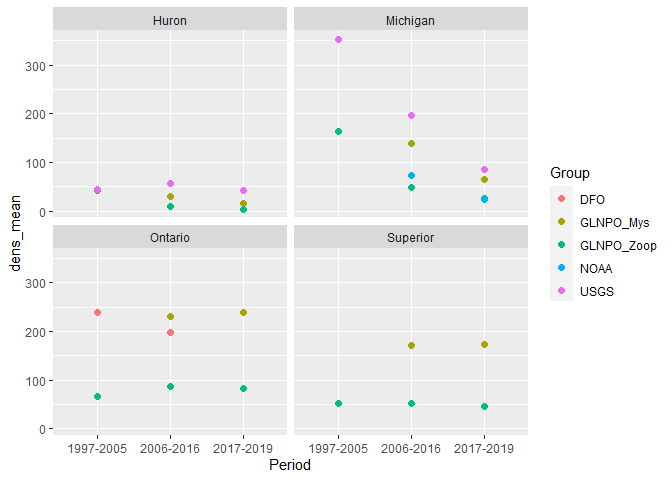 Huron
Michigan
300
200
100
0
Ontario
Superior
300
200
100
0
dens_mean
1997-2005
2006-2016
2017-2019
1997-2005
2006-2016
2017-2019
Period
Group
DFO
GLNPO_Mys
GLNPO_Zoop
NOAA
USGS